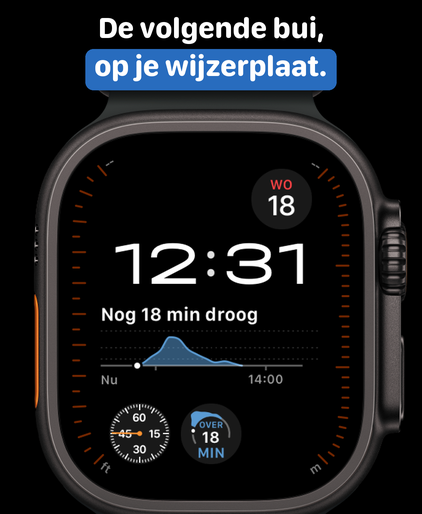 De volgende bui,
op je wijzerplaat.
WO
18
12:31
Nog 18 min droog
Nu
14:00
60
45 15
30
OVER
18
MIN
ft
m